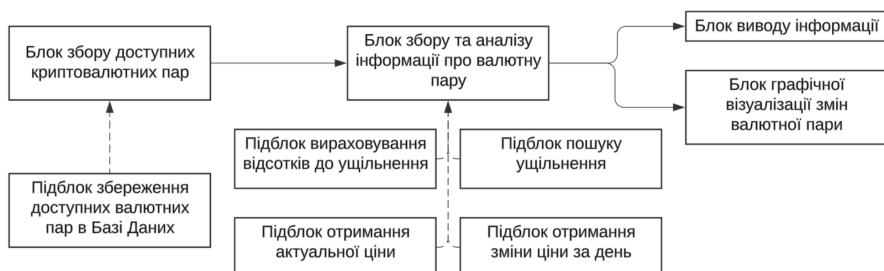 Блок збору доступних
криптовалютних пар
Блок збору та аналізу
інформації про валютну
пару
Блок виводу інформації
Блок графічної
візуалізації змін
валютної пари
Підблок вираховування
відсотків до ущільнення
Підблок пошуку
ущільнення
Підблок збереження
доступних валютних
пар в Базі Даних
Підблок отримання
актуальної ціни
Підблок отримання
зміни ціни за день